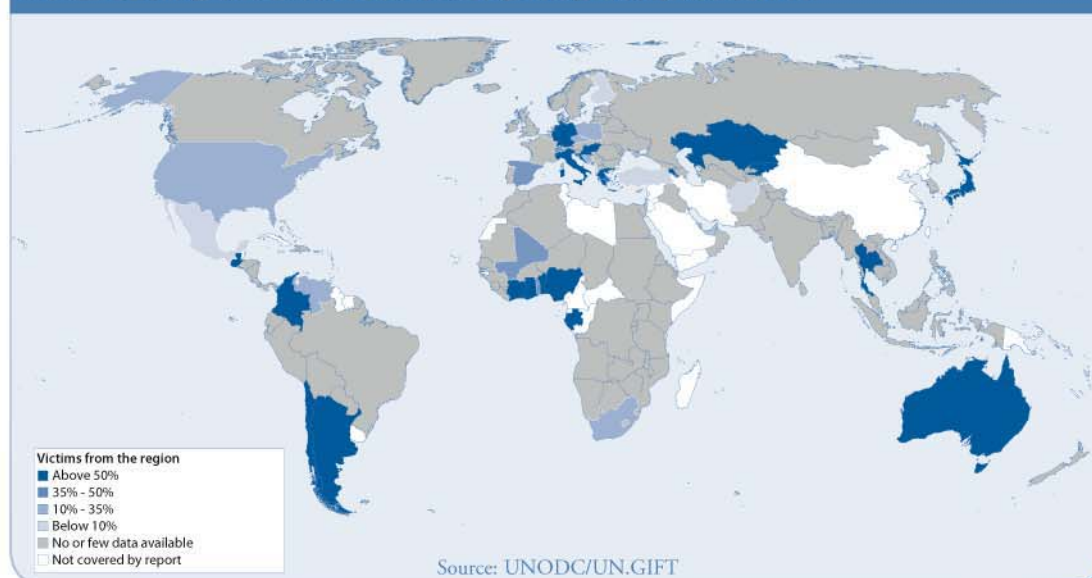 Victims from the region
Above 50%
35% - 50%
10% - 35%
Below 10%
No or few data available
Not covered by report
Source: UNODC/UN.GIFT